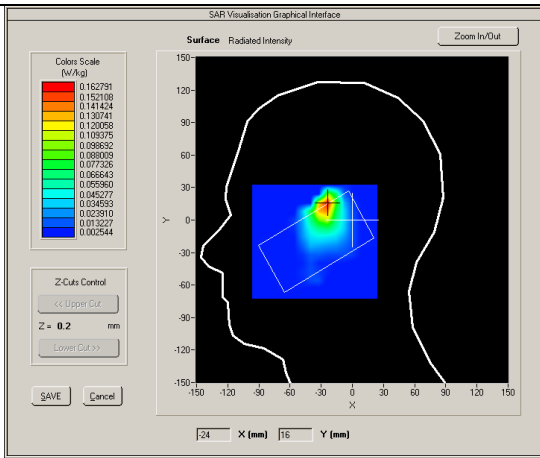 SAR Visualisation Graphical Interface
Surface Radiated Intensity
Zoom In/Out
Colors Scale
(W/kg)
0.162791
0.152108
0.141424
0.130741
0.120058
0.109375
0.098692
0.088009
0.077326
0.066643
0.055960
0.045277
0.034593
0.023910
0.013227
0.002544
Z-Cuts Control
<< Upper Cut
Z = 0.2 mm
Lower Cut >>
SAVE
Cancel
150
120
90
60
30
0
-30
-60
-90
-120
-150
Y
-150 -120 -90 -60 -30 0 30 60 90 120 150
X
-24 X (mm) 16 Y (mm)